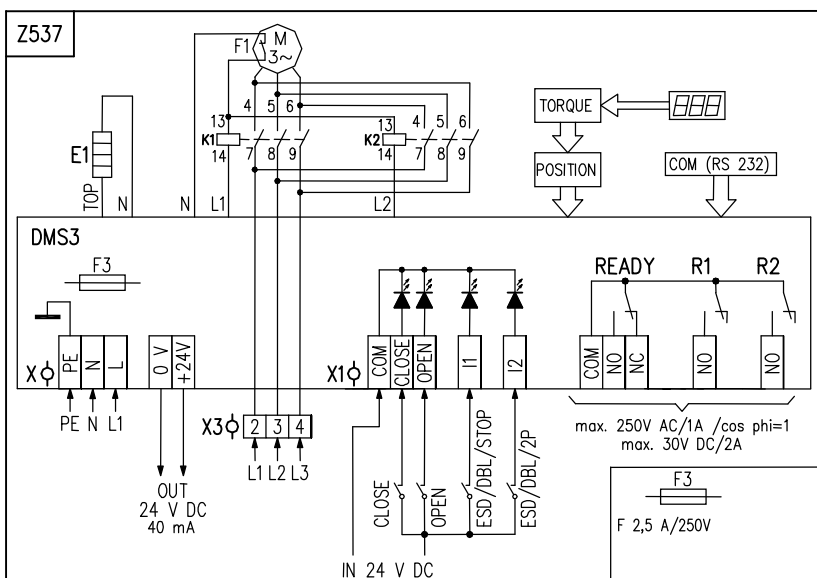 Z537
F1
M
3~
4 5 6
13
K1
14
7 8 9
13
K2
14
4 5 6
7 8 9
E1
TOP
N
N
L1
L2
TORQUE
POSITION
COM (RS 232)
DMS3
F3
READY R1 R2
X
PE
N
L
0 V
+24V
X1
COM
CLOSE
OPEN
I1
I2
COM
NO
NC
NO
NO
PE N L1
X3
2 3 4
L1 L2 L3
OUT
24 V DC
40 mA
CLOSE
OPEN
ESD/DBL/STOP
ESD/DBL/2P
IN 24 V DC
max. 250V AC/1A /cos phi=1
max. 30V DC/2A
F3
F 2,5 A/250V